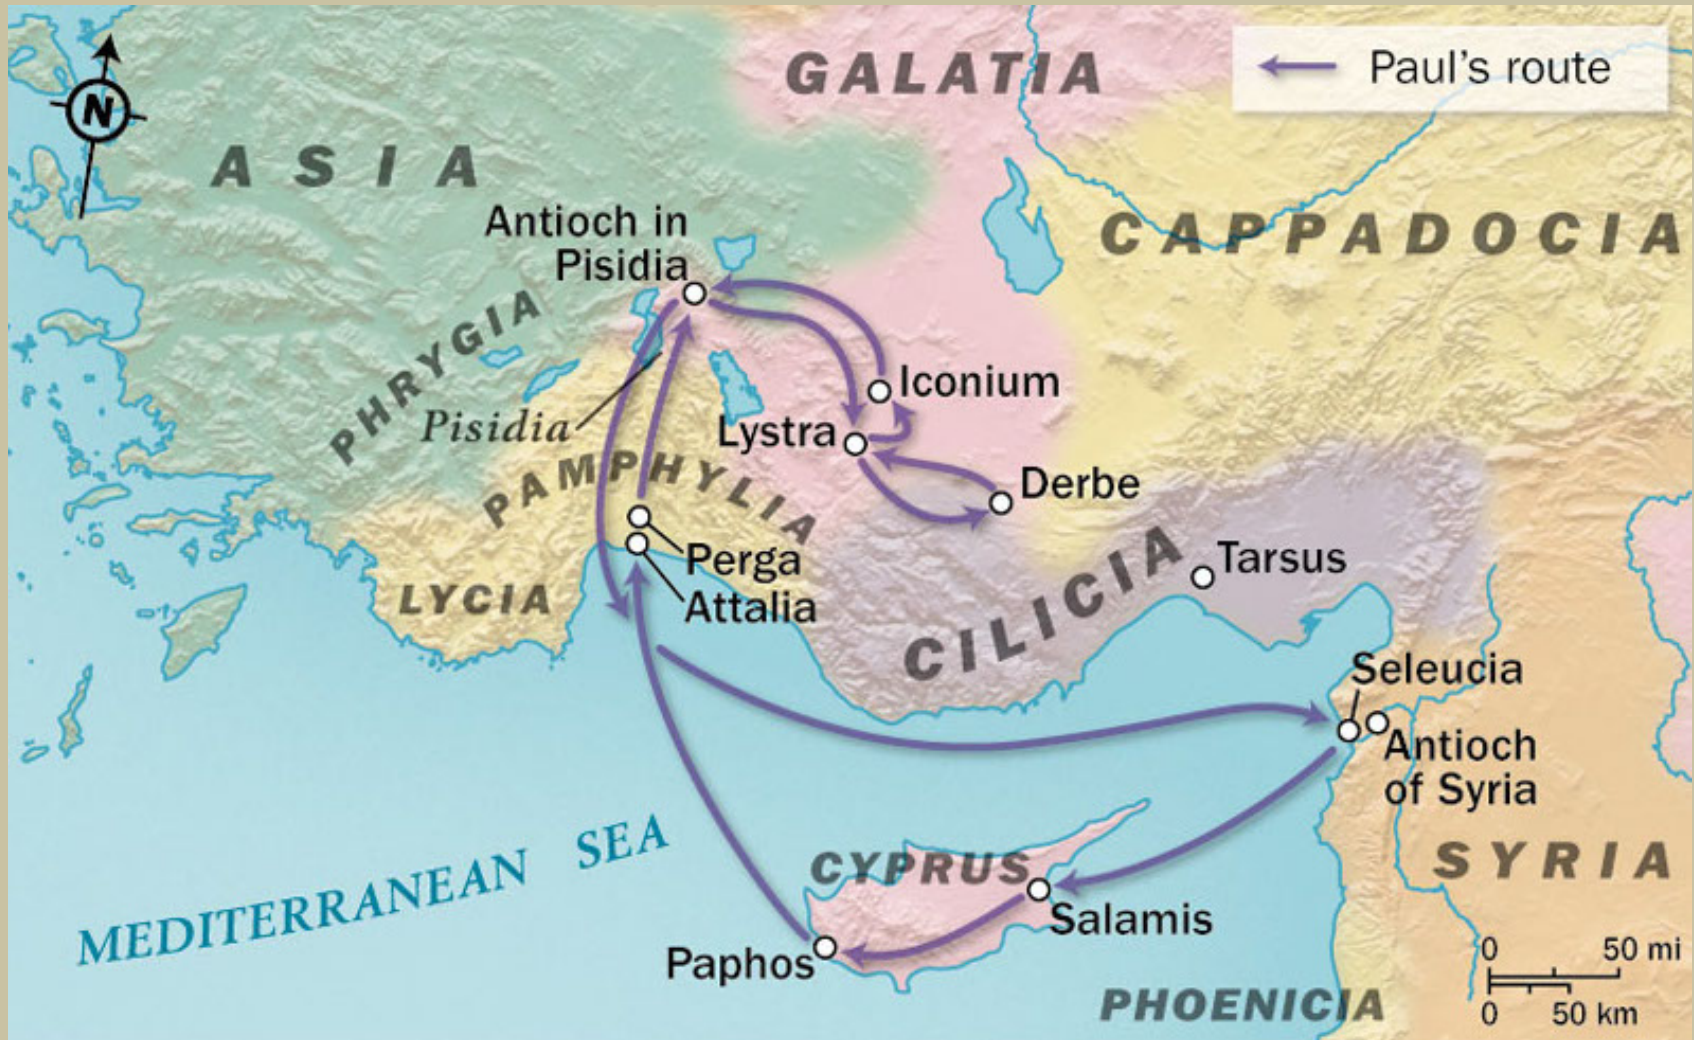 N
GALATIA
Paul's route
ASIA
CAPPADOCIA
Antioch in
Pisidia
PHRYGIA
Iconium
Pisidia
Lystra
PAMPHYLIA
Derbe
Perga
Attalia
LYCIA
CILICIA
Tarsus
Seleucia
Antioch
of Syria
MEDITERRANEAN SEA
CYPRUS
Salamis
Paphos
SYRIA
PHOENICIA
0 50 mi
0 50 km